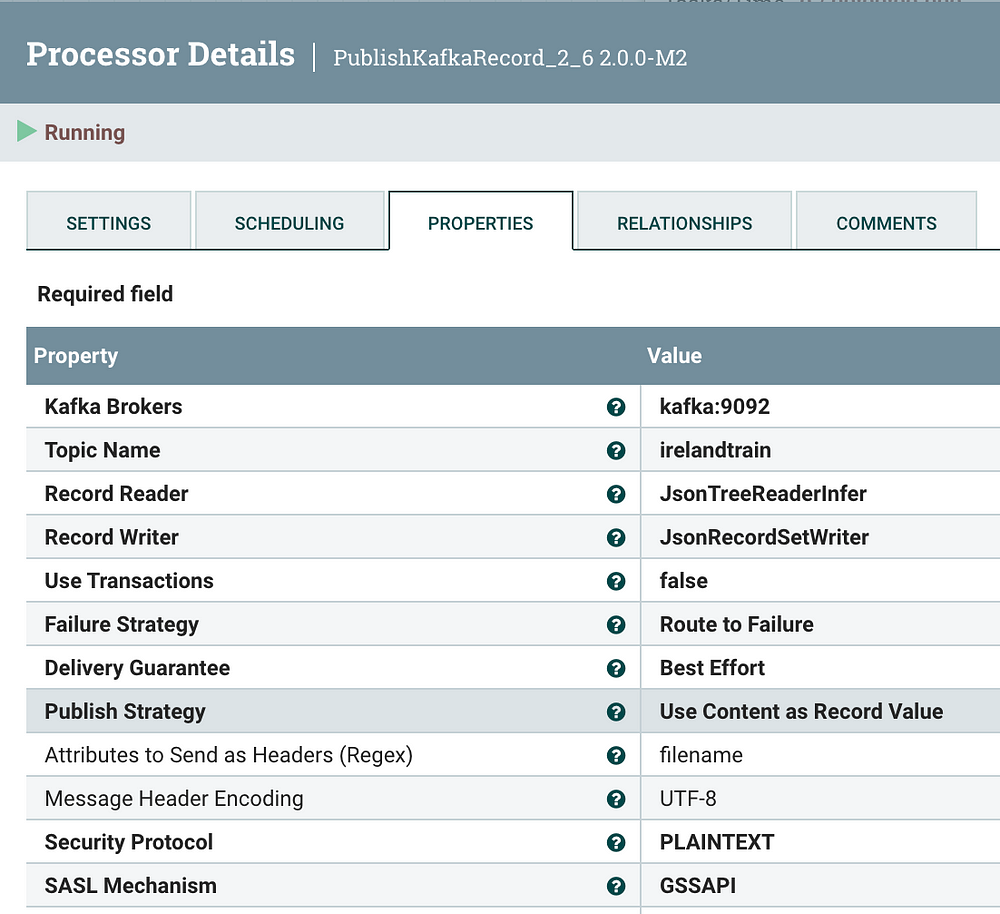 Processor Details | PublishKafkaRecord_2_6 2.0.0-M2
Running
SETTINGS SCHEDULING PROPERTIES RELATIONSHIPS COMMENTS
Required field
Property Value
Kafka Brokers kafka:9092
Topic Name irelandtrain
Record Reader JsonTreeReaderInfer
Record Writer JsonRecordSetWriter
Use Transactions false
Failure Strategy Route to Failure
Delivery Guarantee Best Effort
Publish Strategy Use Content as Record Value
Attributes to Send as Headers (Regex) filename
Message Header Encoding UTF-8
Security Protocol PLAINTEXT
SASL Mechanism GSSAPI